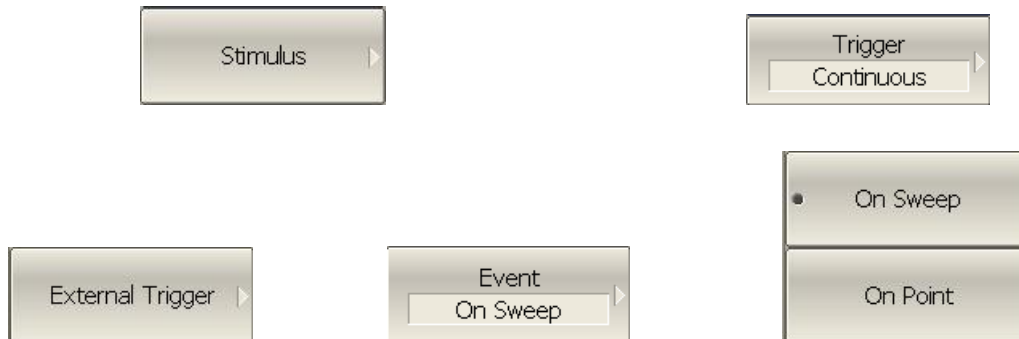 Stimulus
Trigger
Continuous
On Sweep
External Trigger
Event
On Sweep
On Point